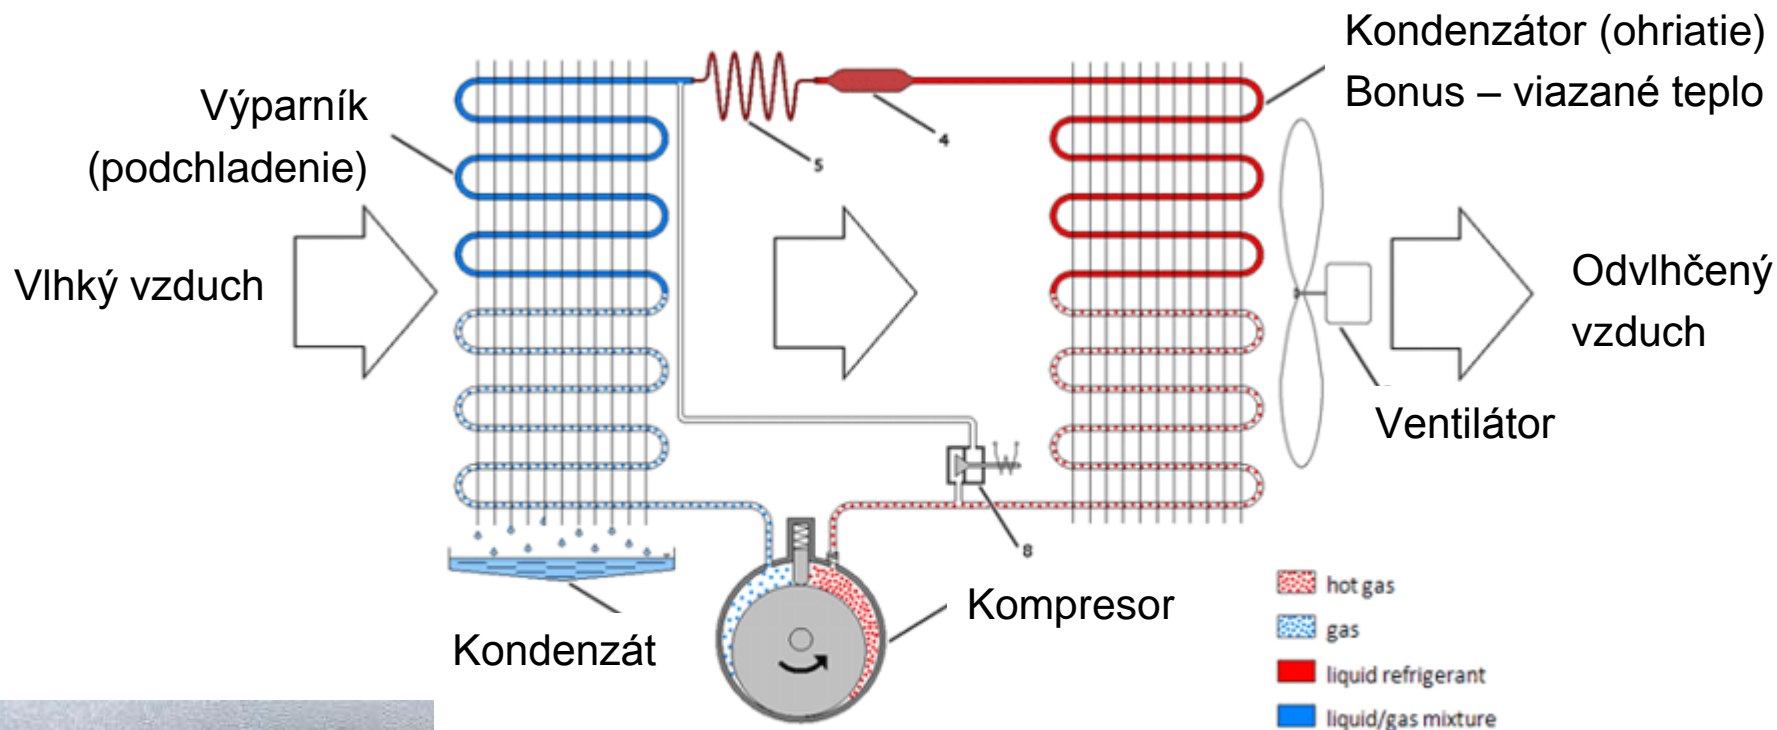 Kondenzátor (ohriatie)
Bonus – viazané teplo
Výparník
(podchladenie)
4
5
Vlhký vzduch
Odvlhčený
vzduch
Ventilátor
8
Kompresor
Kondenzát
hot gas
gas
liquid refrigerant
liquid/gas mixture